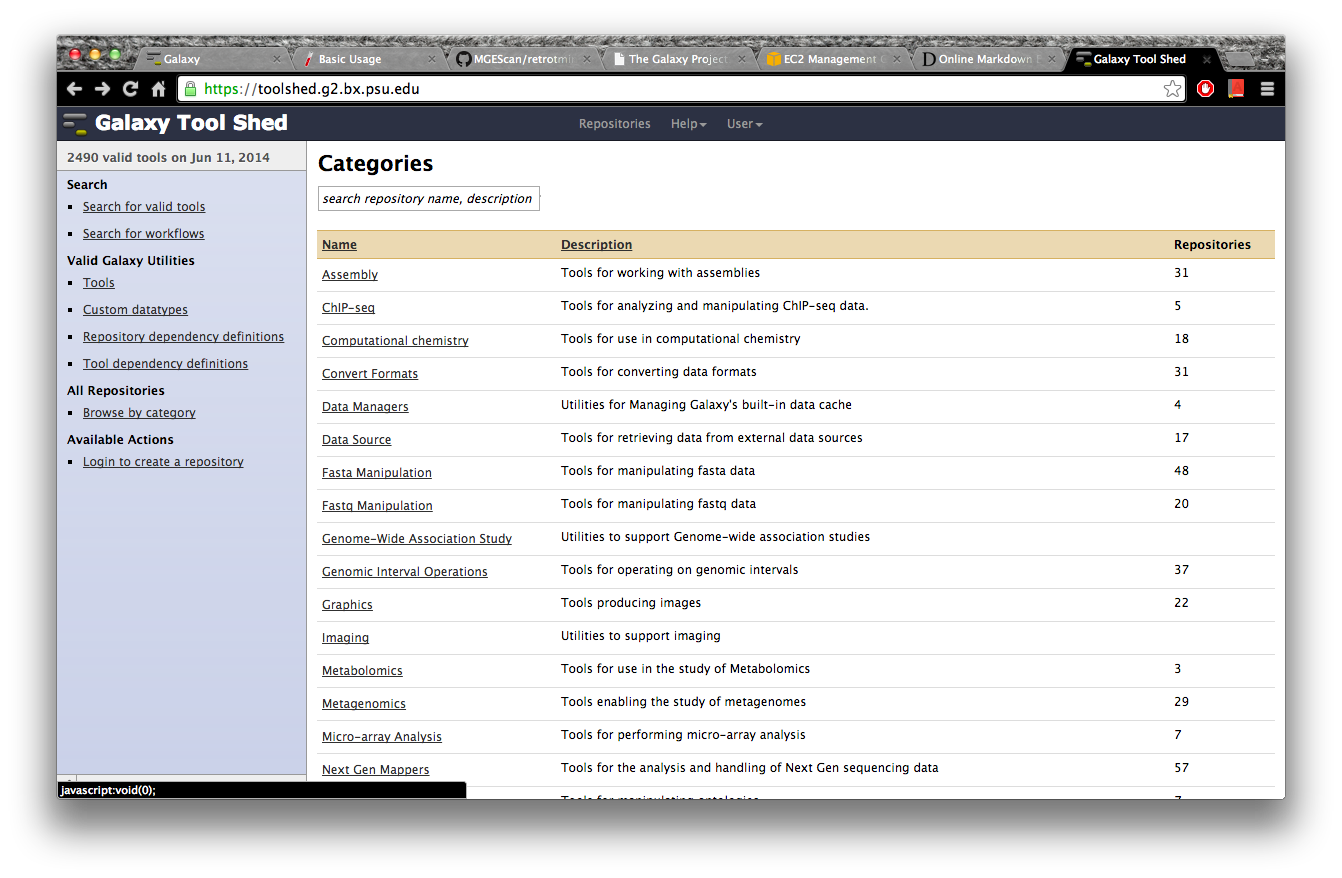 Galaxy Basic Usage MGEScan/retrotmi The Galaxy Project EC2 Management Online Markdown Galaxy Tool Shed
https://toolshed.g2.bx.psu.edu
Galaxy Tool Shed Repositories Help User
2490 valid tools on Jun 11, 2014
Search
Search for valid tools
Search for workflows
Valid Galaxy Utilities
Tools
Custom datatypes
Repository dependency definitions
Tool dependency definitions
All Repositories
Browse by category
Available Actions
Login to create a repository
Categories
search repository name, description
Name Description Repositories
Assembly Tools for working with assemblies 31
ChIP-seq Tools for analyzing and manipulating ChIP-seq data. 5
Computational chemistry Tools for use in computational chemistry 18
Convert Formats Tools for converting data formats 31
Data Managers Utilities for Managing Galaxy's built-in data cache 4
Data Source Tools for retrieving data from external data sources 17
Fasta Manipulation Tools for manipulating fasta data 48
Fastq Manipulation Tools for manipulating fastq data 20
Genome-Wide Association Study Utilities to support Genome-wide association studies
Genomic Interval Operations Tools for operating on genomic intervals 37
Graphics Tools producing images 22
Imaging Utilities to support imaging
Metabolomics Tools for use in the study of Metabolomics 3
Metagenomics Tools enabling the study of metagenomes 29
Micro-array Analysis Tools for performing micro-array analysis 7
Next Gen Mappers Tools for the analysis and handling of Next Gen sequencing data 57
Tools for manipulating ontologies 7
javascript:void(0);